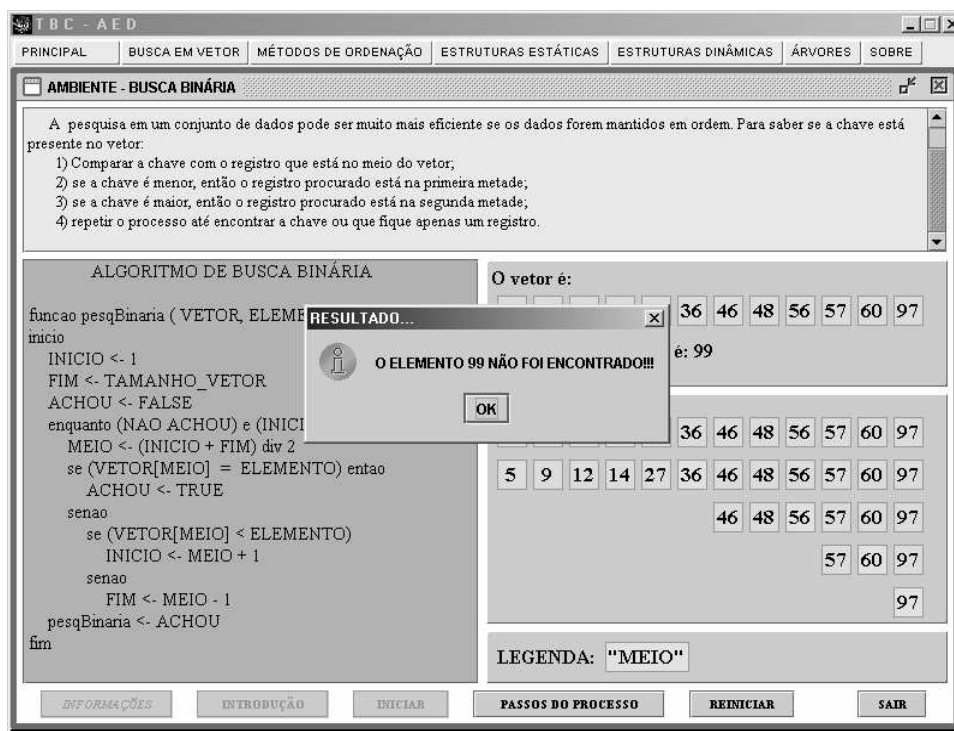 TBC - AED
PRINCIPAL BUSCA EM VETOR MÉTODOS DE ORDENAÇÃO ESTRUTURAS ESTÁTICAS ESTRUTURAS DINÂMICAS ÁRVORES SOBRE
AMBIENTE - BUSCA BINÁRIA
A pesquisa em um conjunto de dados pode ser muito mais eficiente se os dados forem mantidos em ordem. Para saber se a chave está
presente no vetor:
1) Comparar a chave com o registro que está no meio do vetor;
2) se a chave é menor, então o registro procurado está na primeira metade;
3) se a chave é maior, então o registro procurado está na segunda metade;
4) repetir o processo até encontrar a chave ou que fique apenas um registro.
ALGORITMO DE BUSCA BINÁRIA
funcao pesqBinaria ( VETOR, ELEME
inicio
INICIO <- 1
FIM <- TAMANHO_VETOR
ACHOU <- FALSE
enquanto (NAO ACHOU) e (INICI
MEIO <- (INICIO + FIM) div 2
se (VETOR[MEIO] = ELEMENTO) entao
ACHOU <- TRUE
senao
se (VETOR[MEIO] < ELEMENTO)
INICIO <- MEIO + 1
senao
FIM <- MEIO - 1
pesqBinaria <- ACHOU
fim
O vetor é:
36 46 48 56 57 60 97
é: 99
RESULTADO...
O ELEMENTO 99 NÃO FOI ENCONTRADO!!!
OK
36 46 48 56 57 60 97
5 9 12 14 27 36 46 48 56 57 60 97
46 48 56 57 60 97
57 60 97
97
LEGENDA: "MEIO"
INFORMAÇÕES INTRODUÇÃO INICIAR PASSOS DO PROCESSO REINICIAR SAIR